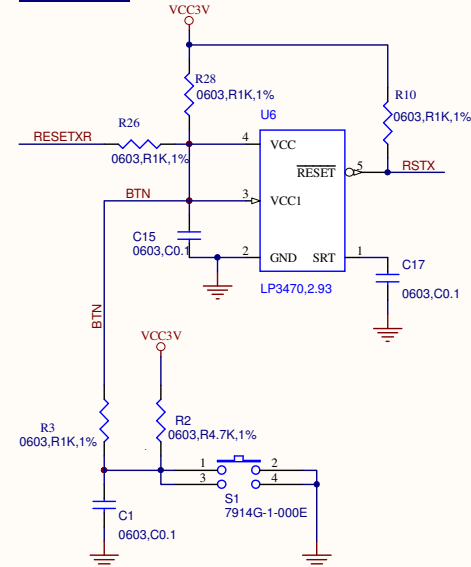 VCC3V
R28
0603,R1K,1%
R10
0603,R1K,1%
U6
R26
RESETXR
0603,R1K,1%
4
VCC
RESET
5
RSTX
BTN
3
VCC1
C15
0603,C0.1
2
GND
SRT
1
C17
0603,C0.1
LP3470,2.93
BTN
VCC3V
R3
0603,R1K,1%
R2
0603,R4.7K,1%
1
2
3
4
S1
7914G-1-000E
C1
0603,C0.1